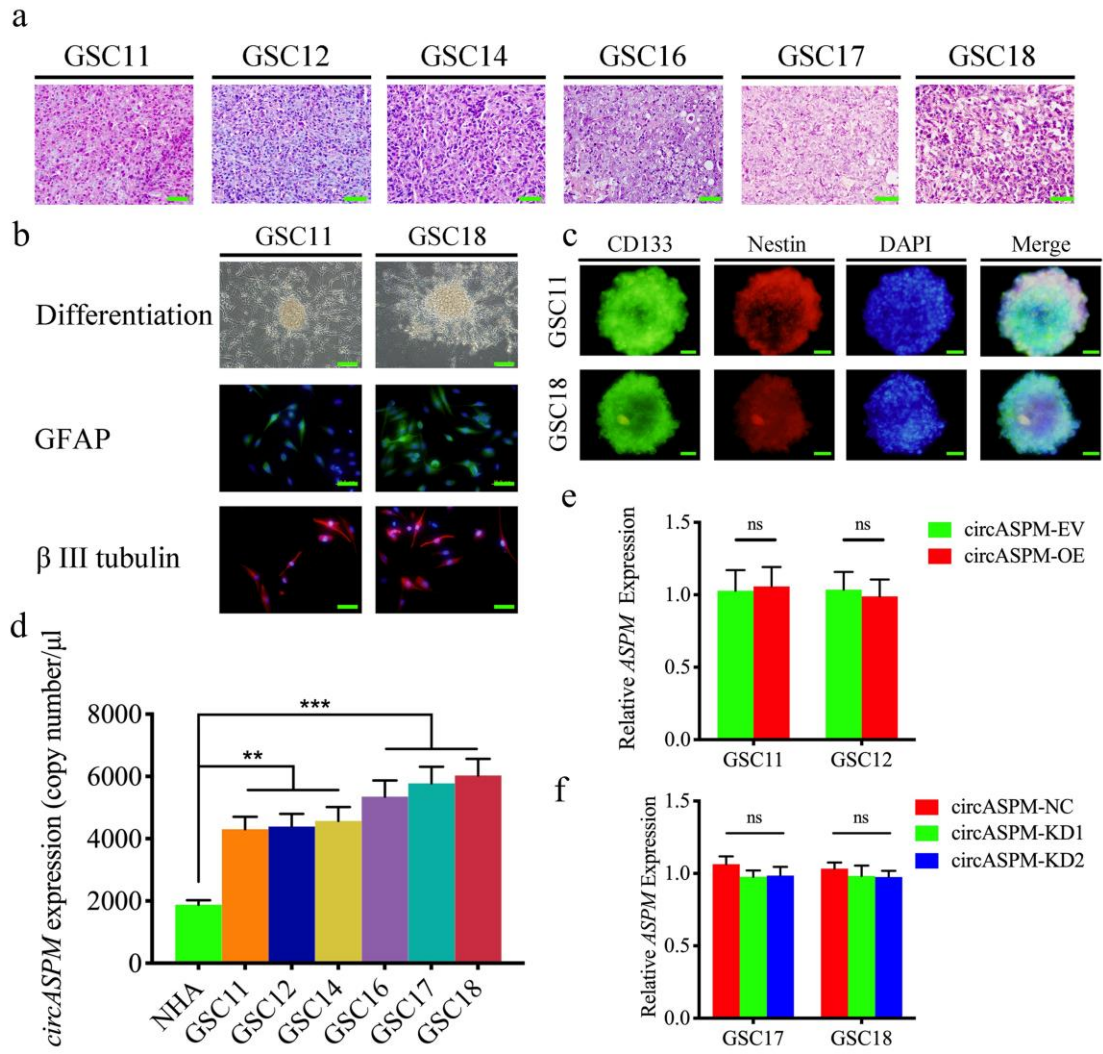 a
GSC11 GSC12 GSC14 GSC16 GSC17 GSC18
b
GSC11 GSC18
Differentiation
GFAP
β III tubulin
c
CD133 Nestin DAPI Merge
GSC11
GSC18
d
circASPM expression (copy number/μl
8000
6000
4000
2000
0
***
**
NHA GSC11 GSC12 GSC14 GSC16 GSC17 GSC18
e
Relative ASPM Expression
1.5
1.0
0.5
0.0
ns ns
GSC11 GSC12
circASPM-EV
circASPM-OE
f
Relative ASPM Expression
1.5
1.0
0.5
0.0
ns ns
GSC17 GSC18
circASPM-NC
circASPM-KD1
circASPM-KD2